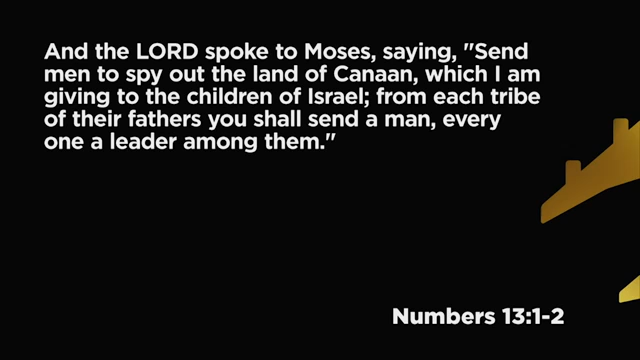 And the LORD spoke to Moses, saying, "Send
men to spy out the land of Canaan, which I am
giving to the children of Israel; from each tribe
of their fathers you shall send a man, every
one a leader among them."
Numbers 13:1-2